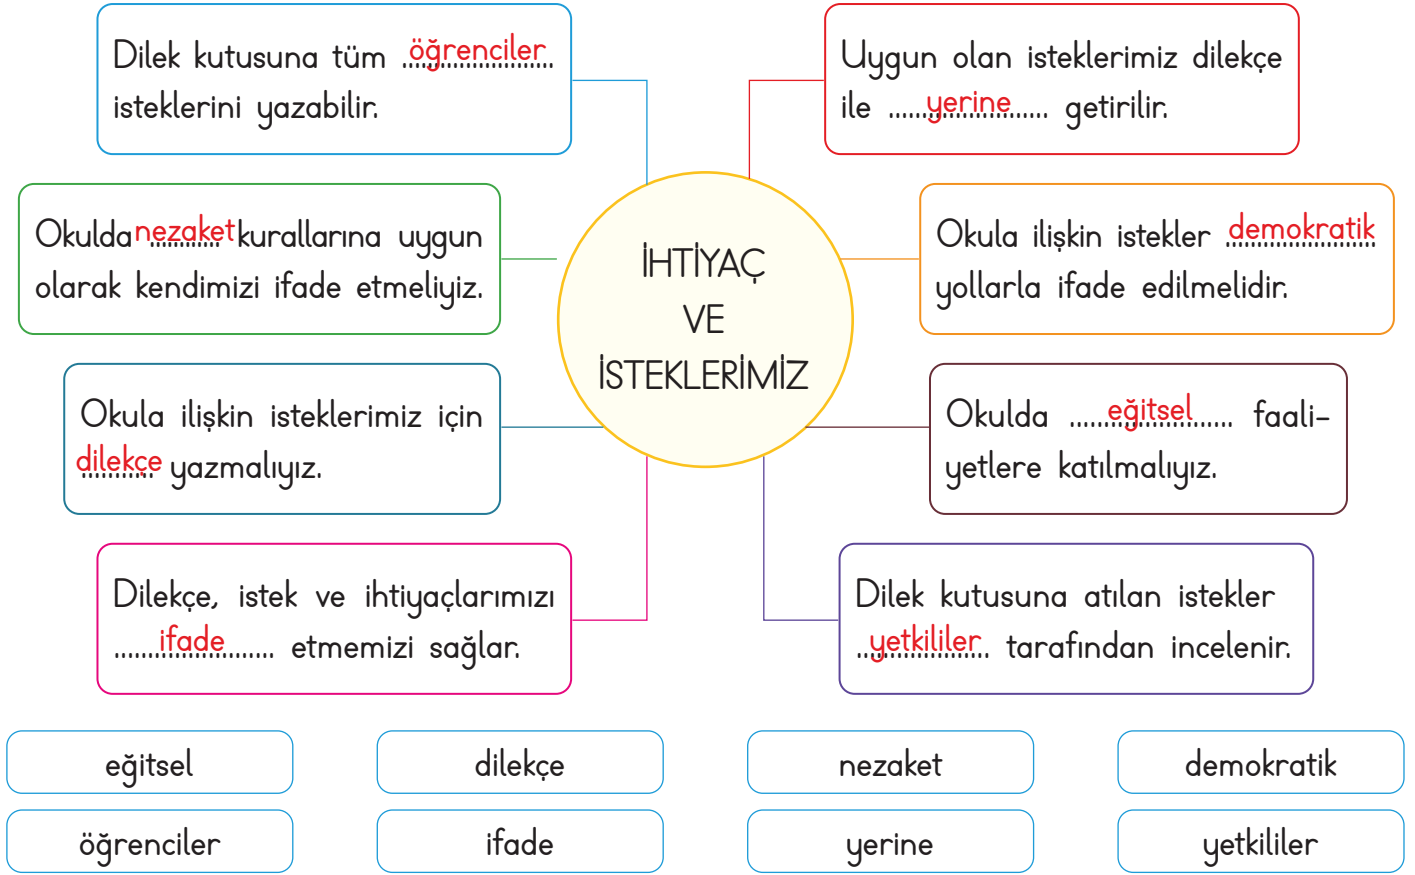 Dilek kutusuna tüm öğrenciler
isteklerini yazabilir.
Uygun olan isteklerimiz dilekçe
ile yerine getirilir.
Okulda nezaket kurallarına uygun
olarak kendimizi ifade etmeliyiz.
İHTİYAÇ
VE
İSTEKLERİMİZ
Okula ilişkin istekler demokratik
yollarla ifade edilmelidir.
Okula ilişkin isteklerimiz için
dilekçe yazmalıyız.
Okulda eğitsel faali-
yetlere katılmalıyız.
Dilekçe, istek ve ihtiyaçlarımızı
ifade etmemizi sağlar.
Dilek kutusuna atılan istekler
yetkililer tarafından incelenir.
eğitsel dilekçe nezaket demokratik
öğrenciler ifade yerine yetkililer